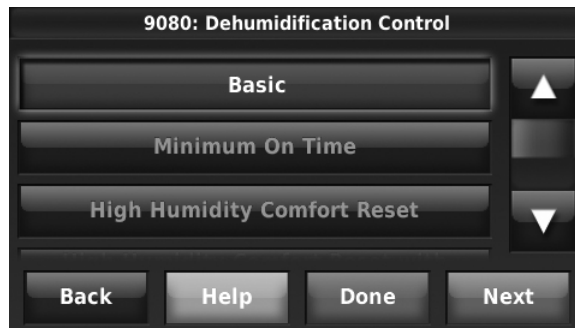 9080: Dehumidification Control
Basic
Minimum On Time
High Humidity Comfort Reset
Back
Help
Done
Next